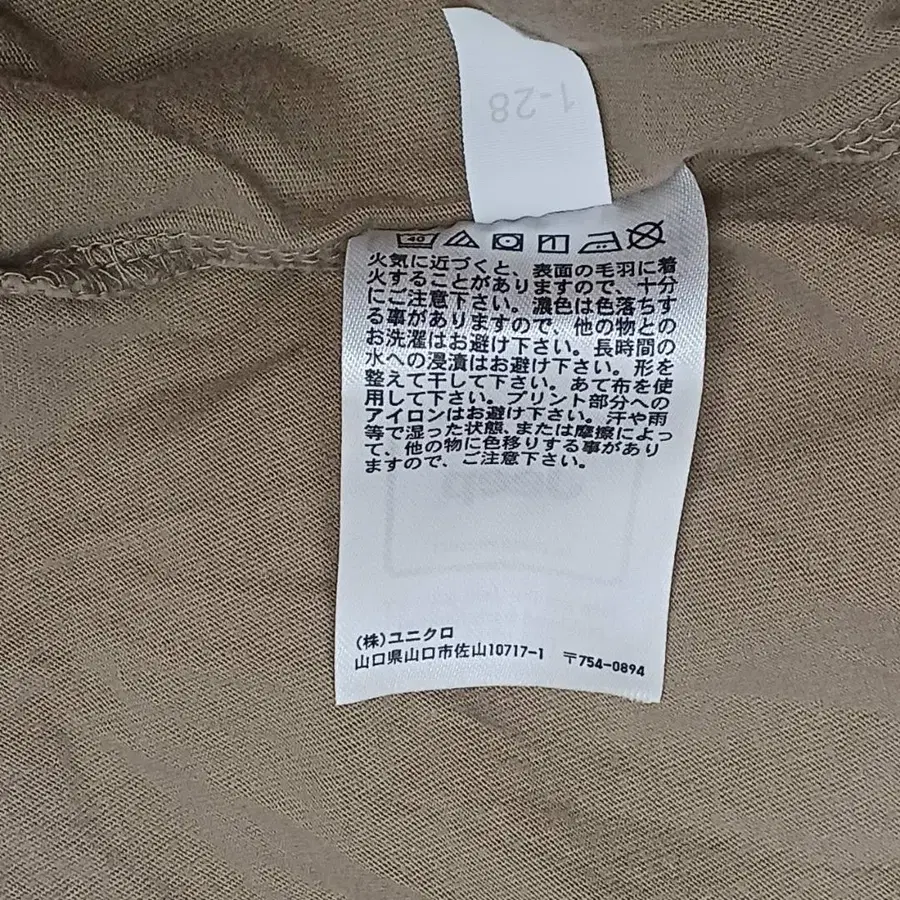 1-28
40
火気に近づくと、表面の毛羽に着
火することがありますので、十分
にご注意下さい。濃色は色落ちす
る事がありますので、他の物との
お洗濯はお避け下さい。長時間の
水への浸漬はお避け下さい。形を
整えて干して下さい。あて布を使
用して下さい。プリント部分への
アイロンはお避け下さい。汗や雨
等で湿った状態、または摩擦によっ
て、他の物に色移りする事があり
ますので、ご注意下さい。
(株)ユニクロ
山口県山口市佐山10717-1 〒754-0894